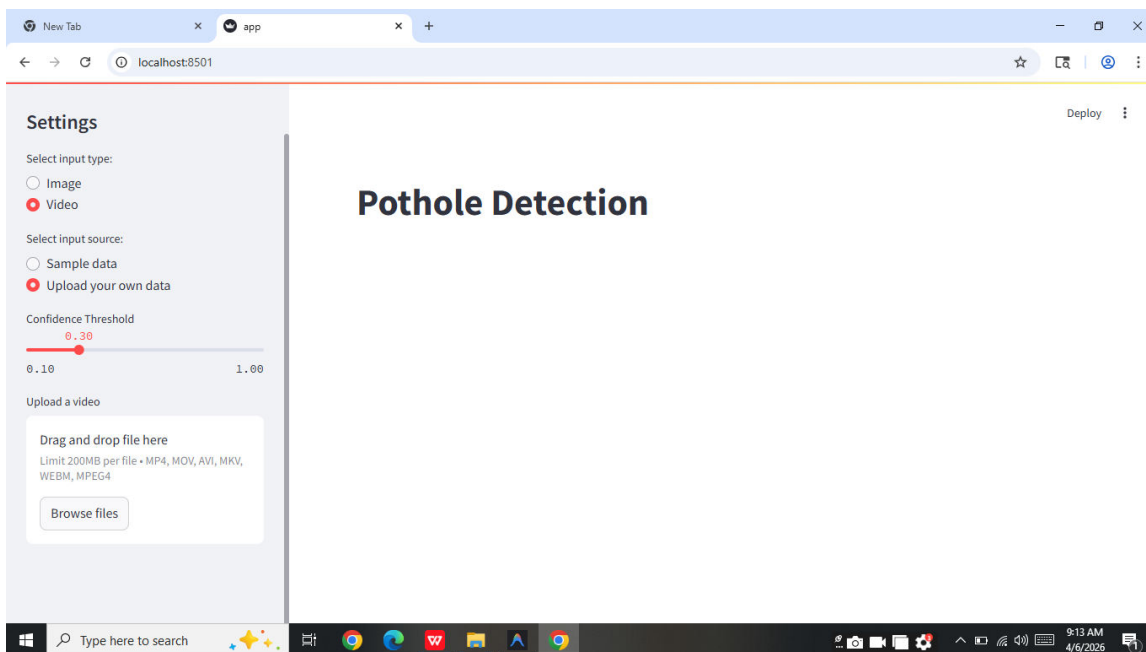 New Tab
app
localhost:8501
Deploy
Settings
Select input type:
Image
Video
Select input source:
Sample data
Upload your own data
Confidence Threshold
0.30
0.10 1.00
Upload a video
Drag and drop file here
Limit 200MB per file • MP4, MOV, AVI, MKV,
WEBM, MPEG4
Browse files
Pothole Detection
Type here to search
9:13 AM
4/6/2026